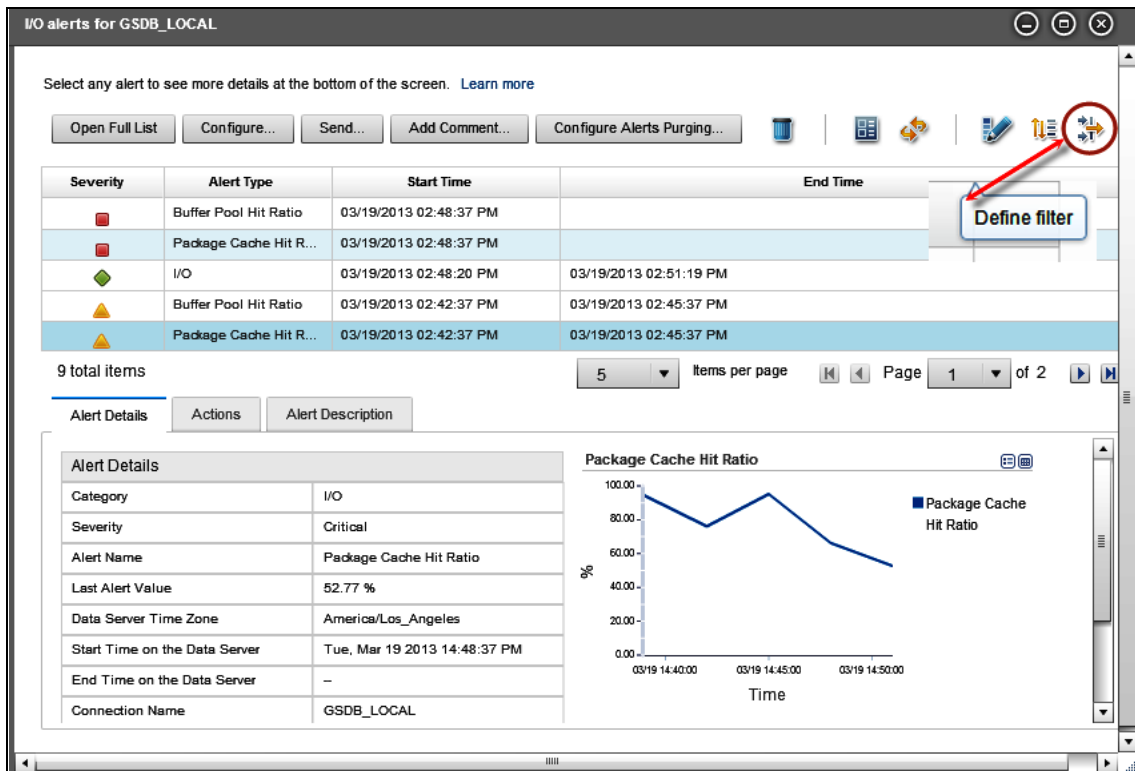 I/O alerts for GSDB_LOCAL
Select any alert to see more details at the bottom of the screen. Learn more
Open Full List Configure... Send... Add Comment... Configure Alerts Purging...
Severity Alert Type Start Time End Time
Buffer Pool Hit Ratio 03/19/2013 02:48:37 PM
Define filter
Package Cache Hit R... 03/19/2013 02:48:37 PM
I/O 03/19/2013 02:48:20 PM 03/19/2013 02:51:19 PM
Buffer Pool Hit Ratio 03/19/2013 02:42:37 PM 03/19/2013 02:45:37 PM
Package Cache Hit R... 03/19/2013 02:42:37 PM 03/19/2013 02:45:37 PM
9 total items 5 Items per page Page 1 of 2
Alert Details Actions Alert Description
Alert Details
Category I/O
Severity Critical
Alert Name Package Cache Hit Ratio
Last Alert Value 52.77 %
Data Server Time Zone America/Los_Angeles
Start Time on the Data Server Tue, Mar 19 2013 14:48:37 PM
End Time on the Data Server --
Connection Name GSDB_LOCAL
Package Cache Hit Ratio
100.00
80.00
60.00
40.00
20.00
0.00
%
03/19 14:40:00 03/19 14:45:00 03/19 14:50:00
Time
Package Cache
Hit Ratio